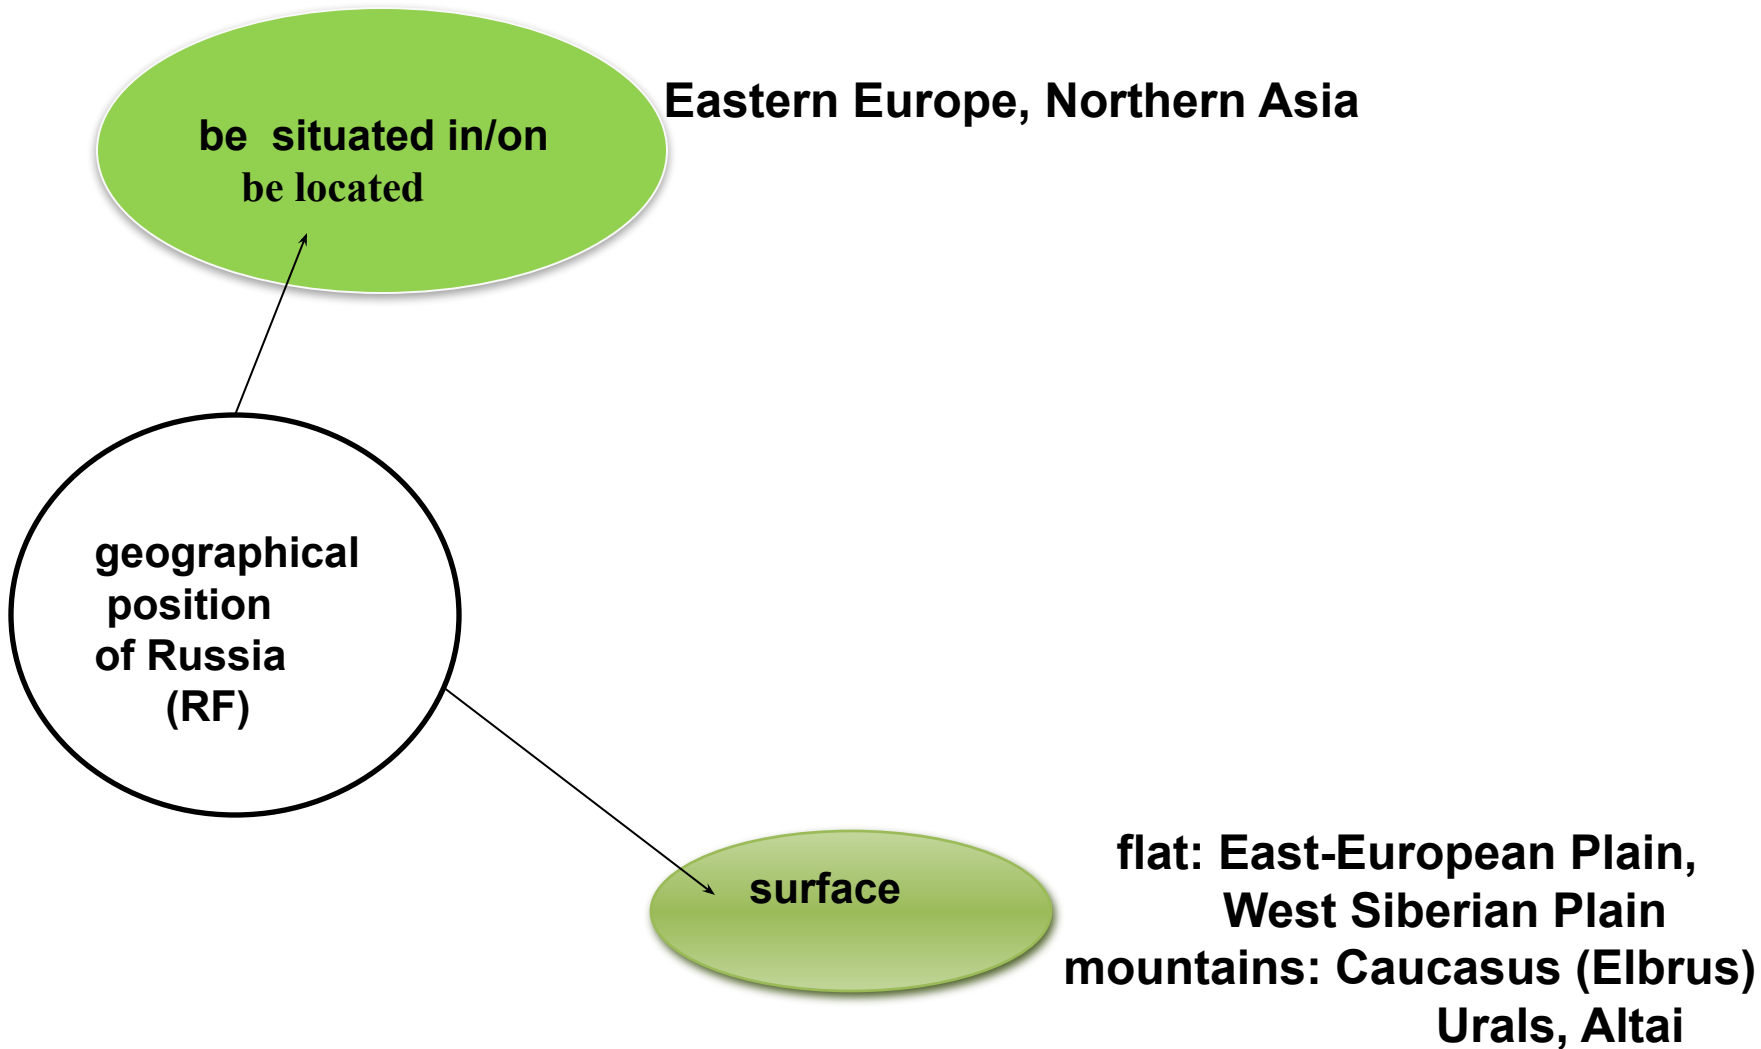 be situated in/on
be located
Eastern Europe, Northern Asia
geographical
position
of Russia
(RF)
surface
flat: East-European Plain,
West Siberian Plain
mountains: Caucasus (Elbrus)
Urals, Altai